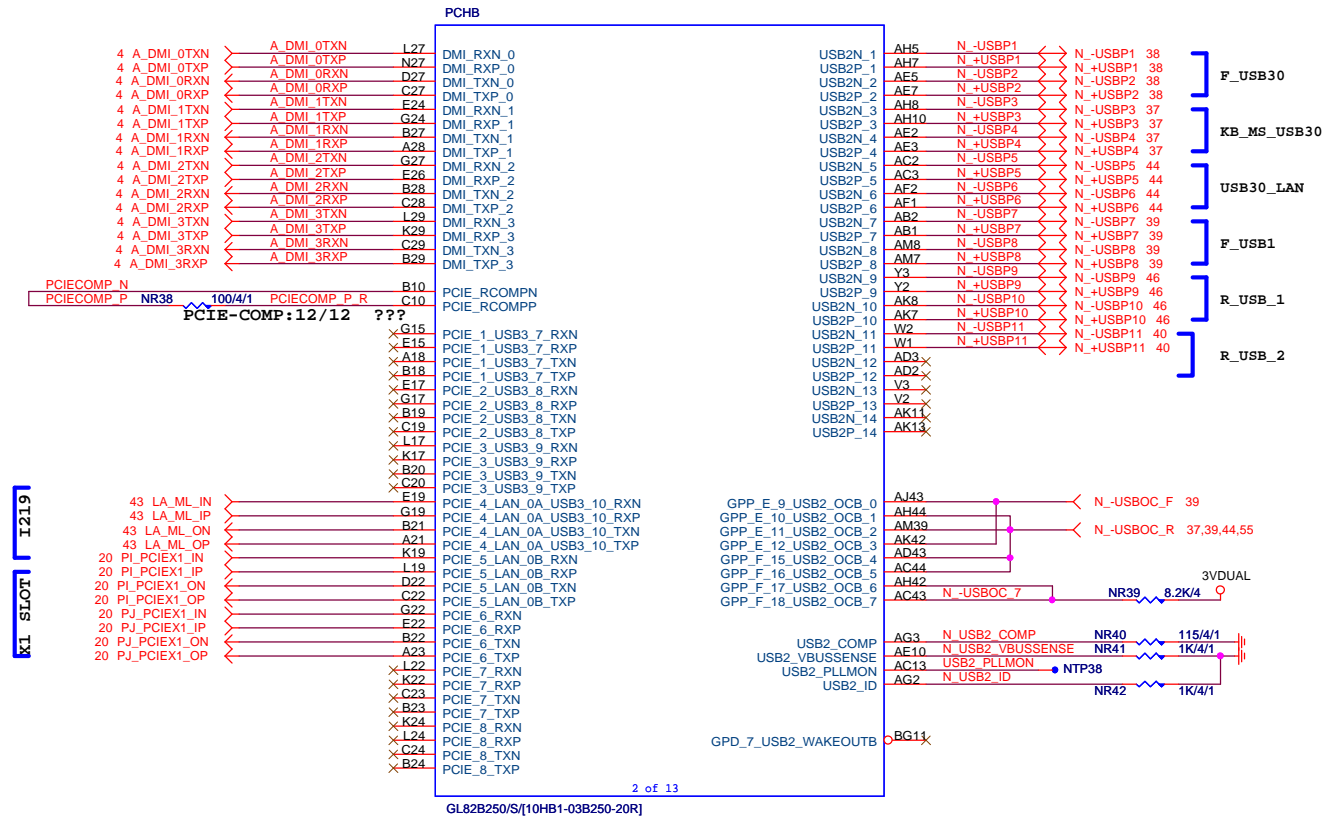 PCHB
4 A_DMI_0TXN A_DMI_0TXN L27 DMI_RXN_0
4 A_DMI_0TXP A_DMI_0TXP N27 DMI_RXP_0
4 A_DMI_0RXN A_DMI_0RXN D27 DMI_TXN_0
4 A_DMI_0RXP A_DMI_0RXP C27 DMI_TXP_0
4 A_DMI_1TXN A_DMI_1TXN E24 DMI_RXN_1
4 A_DMI_1TXP A_DMI_1TXP G24 DMI_RXP_1
4 A_DMI_1RXN A_DMI_1RXN B27 DMI_TXN_1
4 A_DMI_1RXP A_DMI_1RXP A28 DMI_TXP_1
4 A_DMI_2TXN A_DMI_2TXN G27 DMI_RXN_2
4 A_DMI_2TXP A_DMI_2TXP E26 DMI_RXP_2
4 A_DMI_2RXN A_DMI_2RXN B28 DMI_TXN_2
4 A_DMI_2RXP A_DMI_2RXP C28 DMI_TXP_2
4 A_DMI_3TXN A_DMI_3TXN L29 DMI_RXN_3
4 A_DMI_3TXP A_DMI_3TXP K29 DMI_RXP_3
4 A_DMI_3RXN A_DMI_3RXN C29 DMI_TXN_3
4 A_DMI_3RXP A_DMI_3RXP B29 DMI_TXP_3
PCIECOMP_N B10 PCIE_RCOMPN
PCIECOMP_P NR38 100/4/1 PCIECOMP_P_R C10 PCIE_RCOMPP
PCIE-COMP:12/12 ???
G15 PCIE_1_USB3_7_RXN
E15 PCIE_1_USB3_7_RXP
A18 PCIE_1_USB3_7_TXN
B18 PCIE_1_USB3_7_TXP
E17 PCIE_2_USB3_8_RXN
G17 PCIE_2_USB3_8_RXP
B19 PCIE_2_USB3_8_TXN
C19 PCIE_2_USB3_8_TXP
L17 PCIE_3_USB3_9_RXN
K17 PCIE_3_USB3_9_RXP
B20 PCIE_3_USB3_9_TXN
C20 PCIE_3_USB3_9_TXP
I219
43 LA_ML_IN E19 PCIE_4_LAN_0A_USB3_10_RXN
43 LA_ML_IP G19 PCIE_4_LAN_0A_USB3_10_RXP
43 LA_ML_ON B21 PCIE_4_LAN_0A_USB3_10_TXN
43 LA_ML_OP A21 PCIE_4_LAN_0A_USB3_10_TXP
20 PI_PCIEX1_IN K19 PCIE_5_LAN_0B_RXN
20 PI_PCIEX1_IP L19 PCIE_5_LAN_0B_RXP
X1 SLOT
20 PI_PCIEX1_ON D22 PCIE_5_LAN_0B_TXN
20 PI_PCIEX1_OP C22 PCIE_5_LAN_0B_TXP
20 PJ_PCIEX1_IN G22 PCIE_6_RXN
20 PJ_PCIEX1_IP E22 PCIE_6_RXP
20 PJ_PCIEX1_ON B22 PCIE_6_TXN
20 PJ_PCIEX1_OP A23 PCIE_6_TXP
L22 PCIE_7_RXN
K22 PCIE_7_RXP
C23 PCIE_7_TXN
B23 PCIE_7_TXP
K24 PCIE_8_RXN
L24 PCIE_8_RXP
C24 PCIE_8_TXN
B24 PCIE_8_TXP
USB2N_1 AH5 N_-USBP1 N_-USBP1 38
USB2P_1 AH7 N_+USBP1 N_+USBP1 38
USB2N_2 AE5 N_-USBP2 N_-USBP2 38
USB2P_2 AE7 N_+USBP2 N_+USBP2 38
F_USB30
USB2N_3 AH8 N_-USBP3 N_-USBP3 37
USB2P_3 AH10 N_+USBP3 N_+USBP3 37
USB2N_4 AE2 N_-USBP4 N_-USBP4 37
USB2P_4 AE3 N_+USBP4 N_+USBP4 37
KB_MS_USB30
USB2N_5 AC2 N_-USBP5 N_-USBP5 44
USB2P_5 AC3 N_+USBP5 N_+USBP5 44
USB2N_6 AF2 N_-USBP6 N_-USBP6 44
USB2P_6 AF1 N_+USBP6 N_+USBP6 44
USB30_LAN
USB2N_7 AB2 N_-USBP7 N_-USBP7 39
USB2P_7 AB1 N_+USBP7 N_+USBP7 39
USB2N_8 AM8 N_-USBP8 N_-USBP8 39
USB2P_8 AM7 N_+USBP8 N_+USBP8 39
F_USB1
USB2N_9 Y3 N_-USBP9 N_-USBP9 46
USB2P_9 Y2 N_+USBP9 N_+USBP9 46
USB2N_10 AK8 N_-USBP10 N_-USBP10 46
USB2P_10 AK7 N_+USBP10 N_+USBP10 46
R_USB_1
USB2N_11 W2 N_-USBP11 N_-USBP11 40
USB2P_11 W1 N_+USBP11 N_+USBP11 40
R_USB_2
USB2N_12 AD3
USB2P_12 AD2
USB2N_13 V3
USB2P_13 V2
USB2N_14 AK11
USB2P_14 AK13
GPP_E_9_USB2_OCB_0 AJ43 N_-USBOC_F 39
GPP_E_10_USB2_OCB_1 AH44
GPP_E_11_USB2_OCB_2 AM39 N_-USBOC_R 37,39,44,55
GPP_E_12_USB2_OCB_3 AK42
GPP_F_15_USB2_OCB_4 AD43
GPP_F_16_USB2_OCB_5 AC44
GPP_F_17_USB2_OCB_6 AH42
GPP_F_18_USB2_OCB_7 AC43 N_-USBOC_7 NR39 8.2K/4 3VDUAL
USB2_COMP AG3 N_USB2_COMP NR40 115/4/1
USB2_VBUSSENSE AE10 N_USB2_VBUSSENSE NR41 1K/4/1
USB2_PLLMON AC13 USB2_PLLMON NTP38
USB2_ID AG2 N_USB2_ID NR42 1K/4/1
GPD_7_USB2_WAKEOUTB BG11
2 of 13
GL82B250/S/[10HB1-03B250-20R]